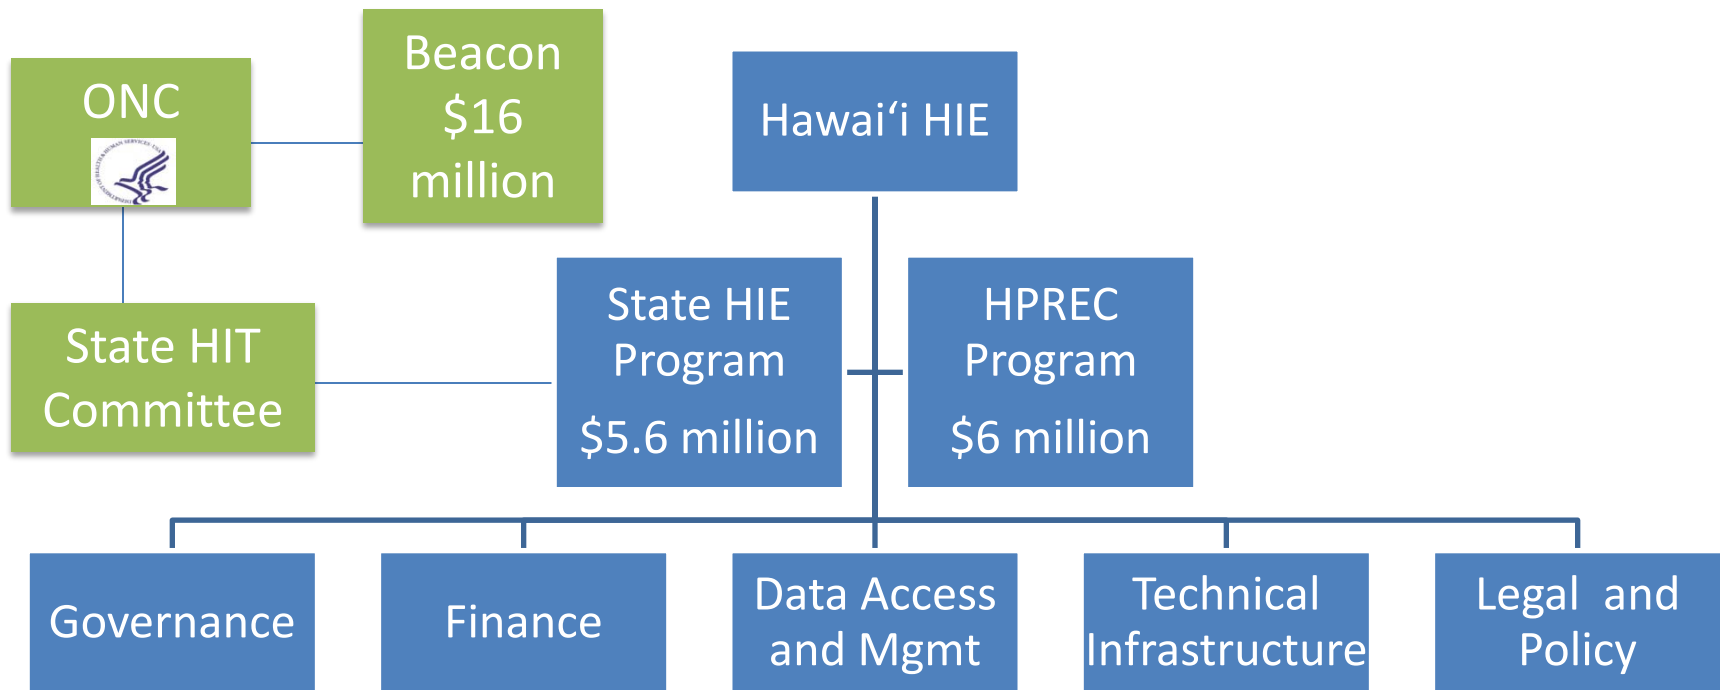 ONC
Beacon
$16
million
Hawaiʻi HIE
State HIT
Committee
State HIE
Program
$5.6 million
HPREC
Program
$6 million
Governance
Finance
Data Access
and Mgmt
Technical
Infrastructure
Legal  and
Policy